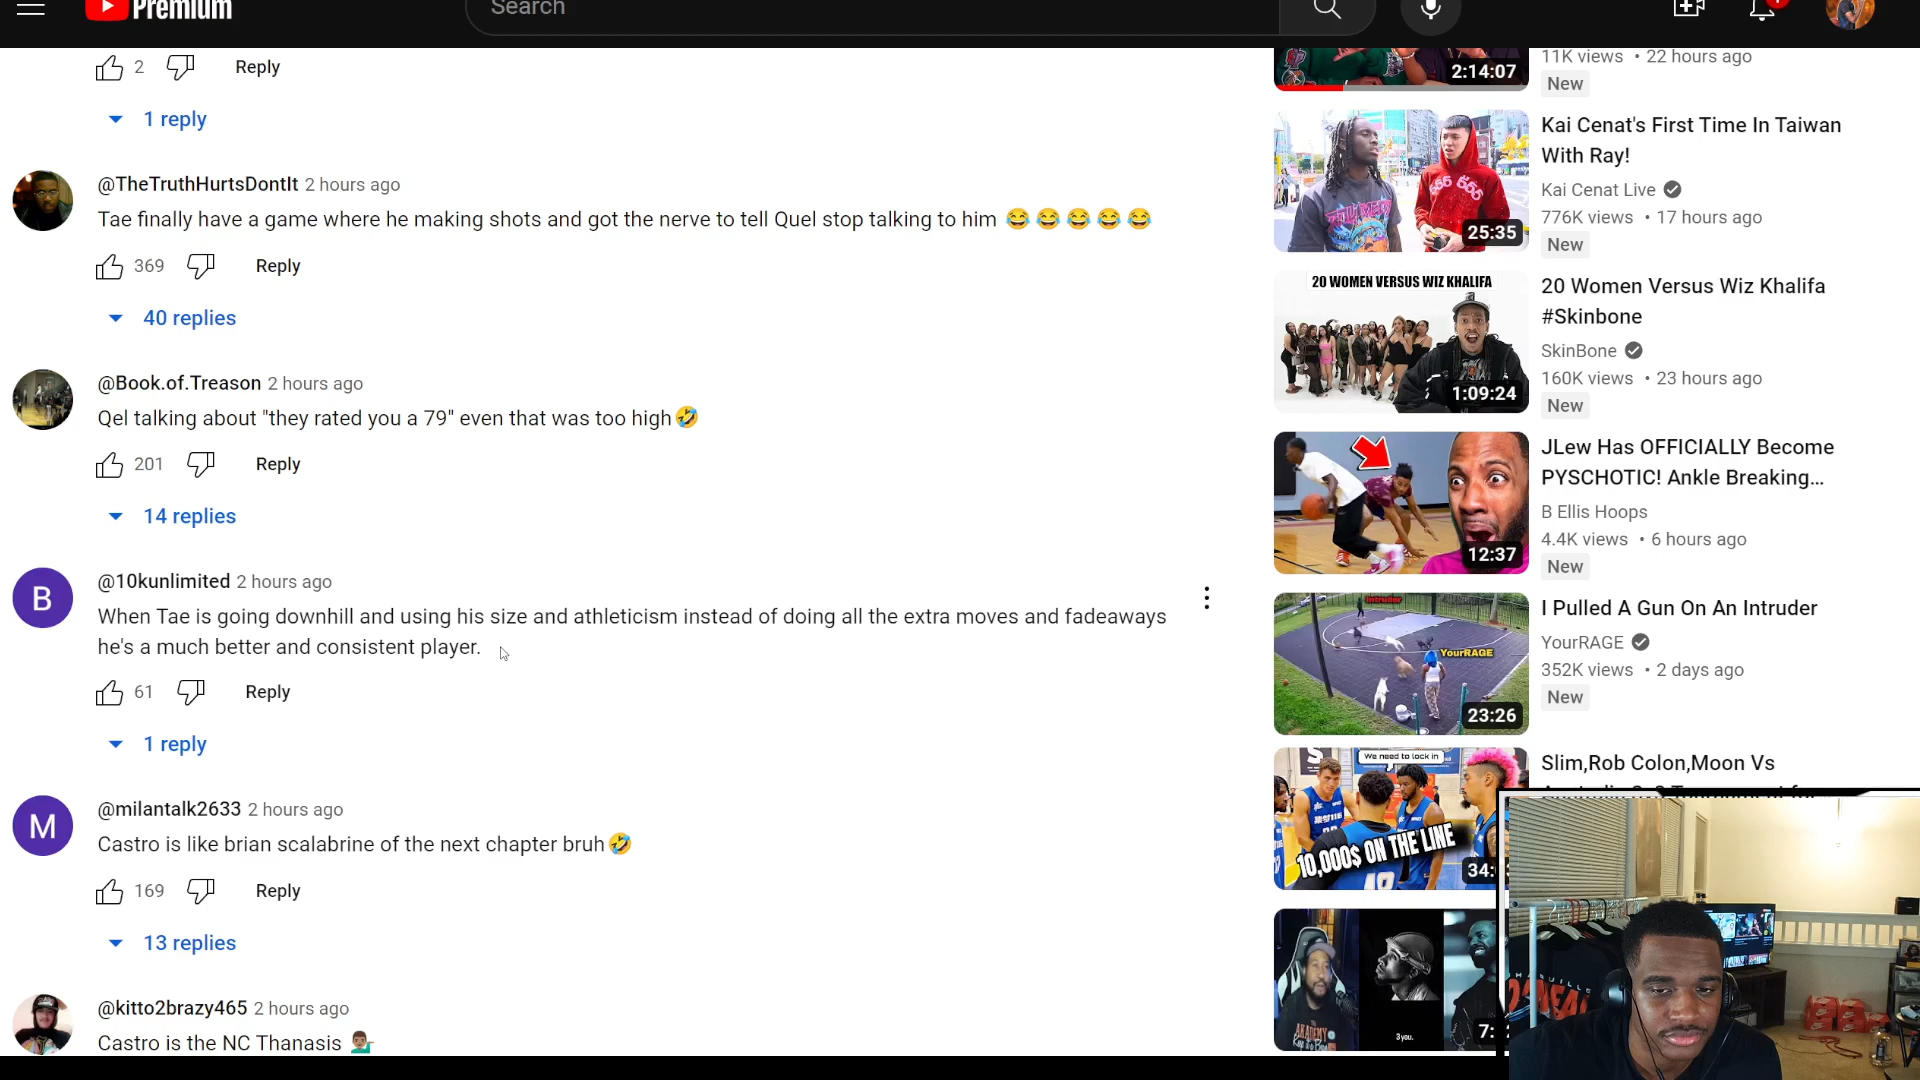 Premium
Search
2
Reply
1 reply
@TheTruthHurtsDontIt 2 hours ago
Tae finally have a game where he making shots and got the nerve to tell Quel stop talking to him 😂😂😂😂😂
369
Reply
40 replies
@Book.of.Treason 2 hours ago
Qel talking about "they rated you a 79" even that was too high🤣
201
Reply
14 replies
B
@10kunlimited 2 hours ago
When Tae is going downhill and using his size and athleticism instead of doing all the extra moves and fadeaways
he's a much better and consistent player.
61
Reply
1 reply
M
@milantalk2633 2 hours ago
Castro is like brian scalabrine of the next chapter bruh🤣
169
Reply
13 replies
@kitto2brazy465 2 hours ago
Castro is the NC Thanasis 💁🏽‍♂️
2:14:07
11K views • 22 hours ago
New
25:35
Kai Cenat's First Time In Taiwan
With Ray!
Kai Cenat Live
776K views • 17 hours ago
New
20 WOMEN VERSUS WIZ KHALIFA
1:09:24
20 Women Versus Wiz Khalifa
#Skinbone
SkinBone
160K views • 23 hours ago
New
12:37
JLew Has OFFICIALLY Become
PYSCHOTIC! Ankle Breaking...
B Ellis Hoops
4.4K views • 6 hours ago
New
Intruder
YourRAGE
23:26
I Pulled A Gun On An Intruder
YourRAGE
352K views • 2 days ago
New
We need to lock in
10,000$ ON THE LINE
34:
Slim,Rob Colon,Moon Vs
AKADEMY
3 you.
7: